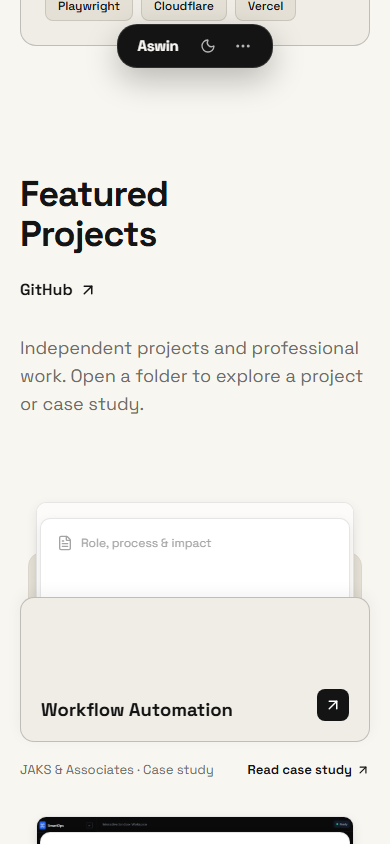 Playwright Cloudflare Vercel
Aswin
Featured
Projects
GitHub
Independent projects and professional
work. Open a folder to explore a project
or case study.
Role, process & impact
Workflow Automation
JAKS & Associates · Case study Read case study